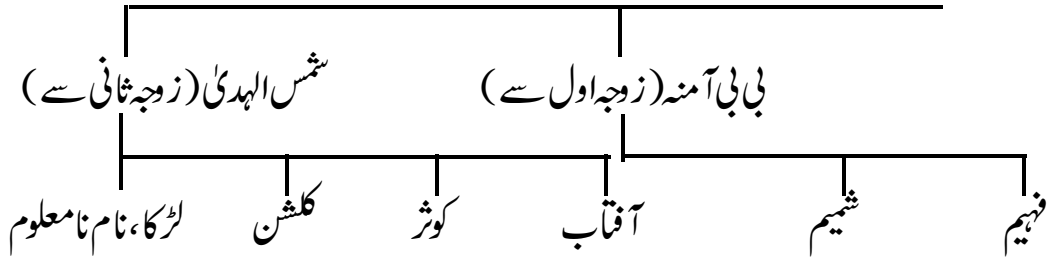 بی بی آمنہ (زوجہ اول سے) شمس الہدیٰ (زوجہ ثانی سے)
فہیم شمیم آفتاب کوثر کلشن لڑکا، نام نامعلوم